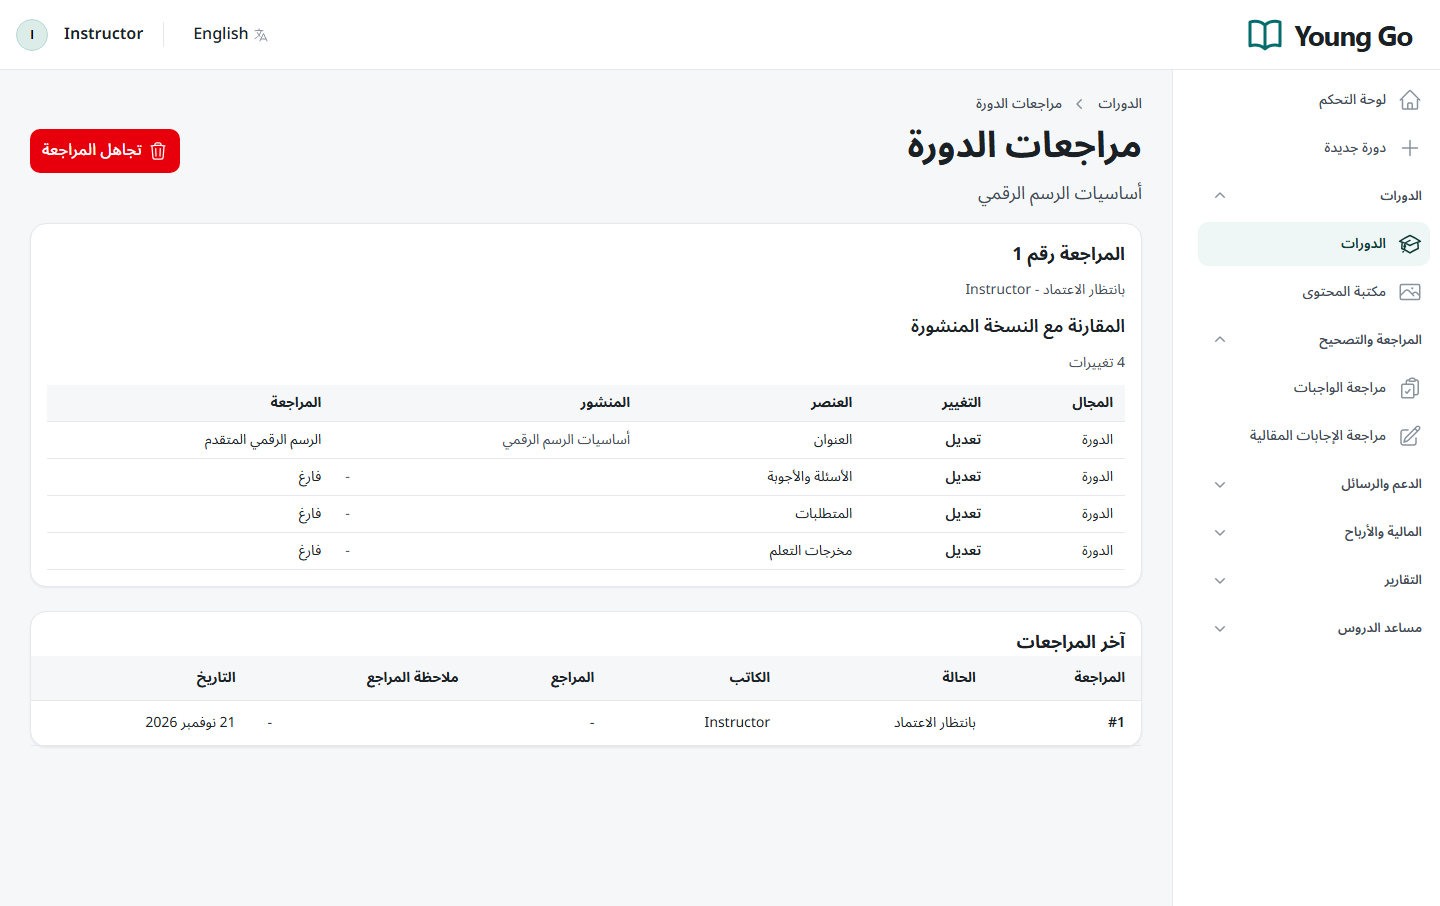 Young Go
English
Instructor
I
لوحة التحكم
دورة جديدة
الدورات
الدورات
مكتبة المحتوى
المراجعة والتصحيح
مراجعة الواجبات
مراجعة الإجابات المقالية
الدعم والرسائل
المالية والأرباح
التقارير
مساعد الدروس
الدورات
مراجعات الدورة
مراجعات الدورة
تجاهل المراجعة
أساسيات الرسم الرقمي
المراجعة رقم 1
بانتظار الاعتماد - Instructor
المقارنة مع النسخة المنشورة
4 تغييرات
المجال التغيير العنصر المنشور المراجعة
الدورة تعديل العنوان أساسيات الرسم الرقمي الرسم الرقمي المتقدم
الدورة تعديل الأسئلة والأجوبة - فارغ
الدورة تعديل المتطلبات - فارغ
الدورة تعديل مخرجات التعلم - فارغ
آخر المراجعات
المراجعة الحالة الكاتب المراجع ملاحظة المراجع التاريخ
#1 بانتظار الاعتماد Instructor - - 21 نوفمبر 2026